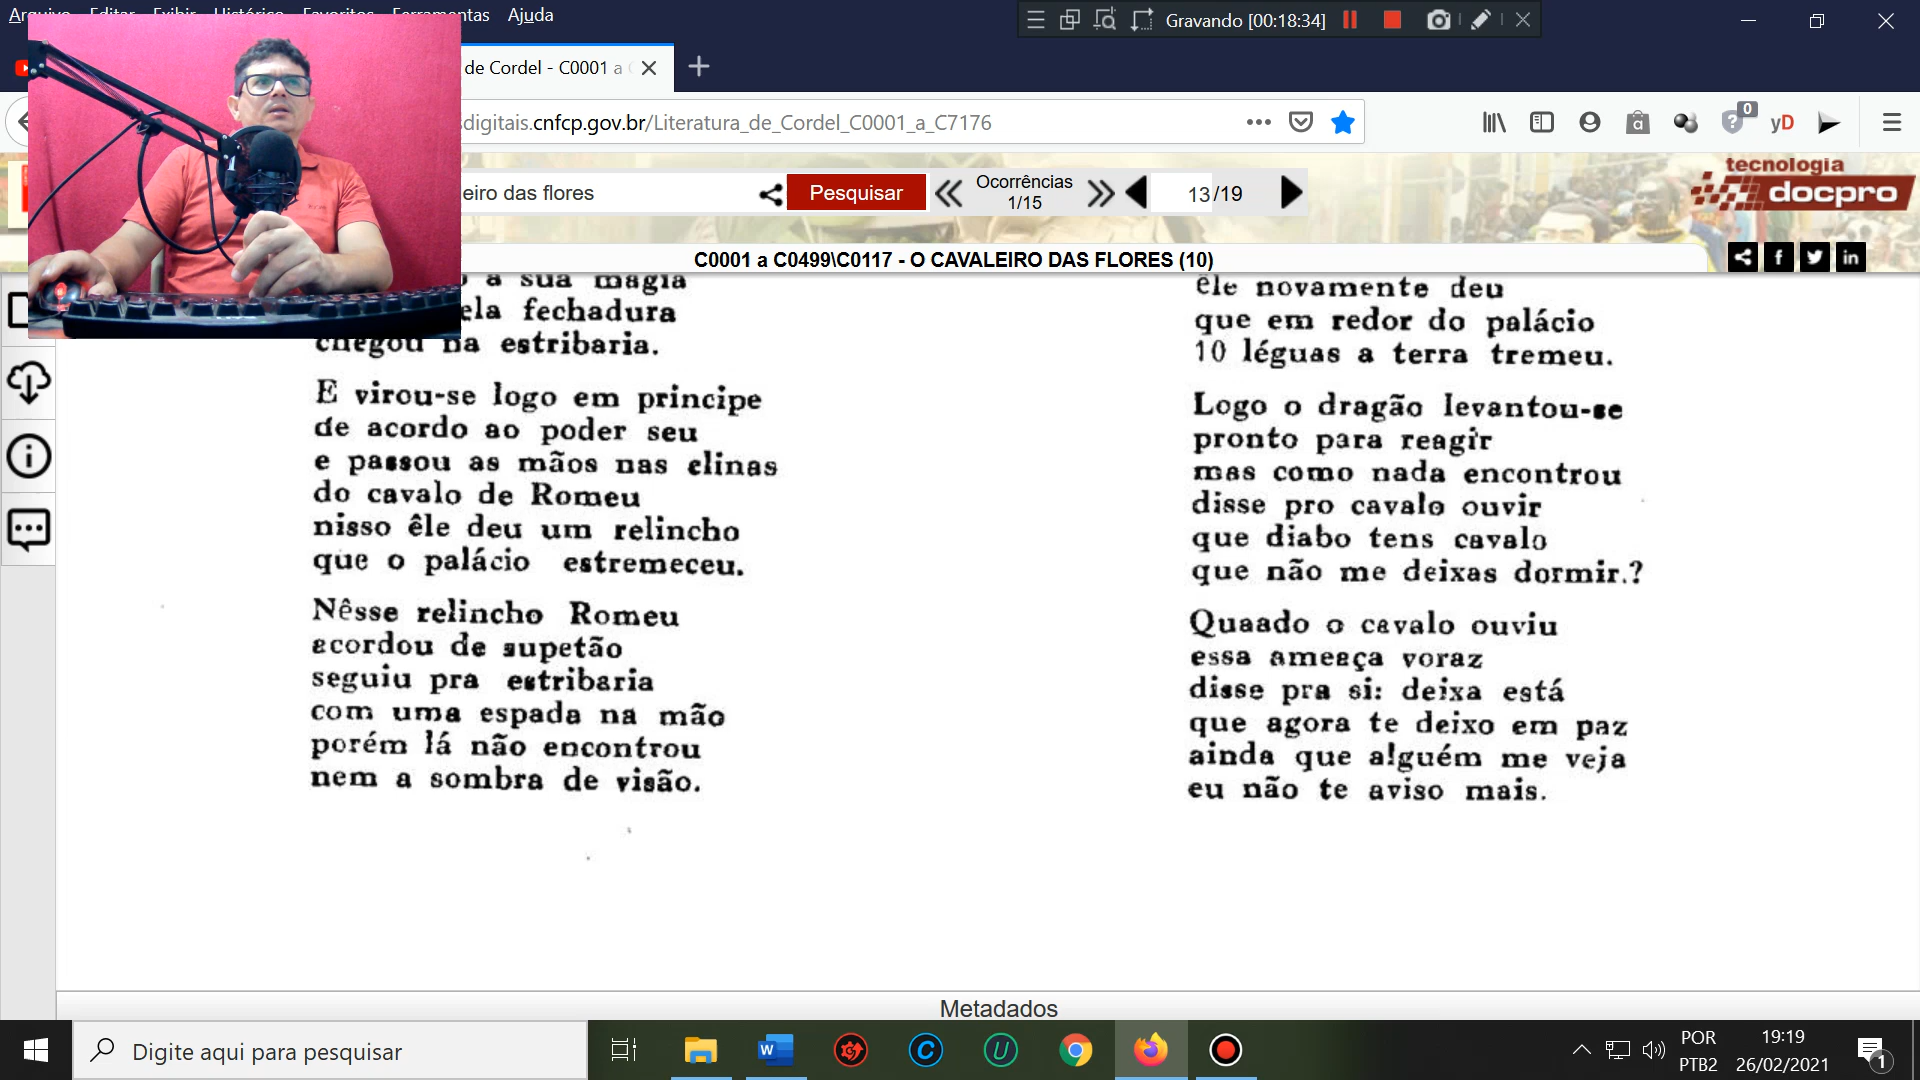 Ajuda
Gravando [00:18:34]
de Cordel - C0001 a
sdigitais.cnfcp.gov.br/Literatura_de_Cordel_C0001_a_C7176
0
yD
eiro das flores
Pesquisar
Ocorrências
1/15
13/19
tecnologia
docpro
C0001 a C0499\C0117 - O CAVALEIRO DAS FLORES (10)
a sua magia
ela fechadura
chegou na estribaria.
E virou-se logo em principe
de acordo ao poder seu
e passou as mãos nas clinas
do cavalo de Romeu
nisso êle deu um relincho
que o palácio estremeceu.
Nêsse relincho Romeu
acordou de supetão
seguiu pra estribaria
com uma espada na mão
porém lá não encontrou
nem a sombra de visão.
êle novamente deu
que em redor do palácio
10 léguas a terra tremeu.
Logo o dragão levantou-se
pronto para reagir
mas como nada encontrou
disse pro cavalo ouvir
que diabo tens cavalo
que não me deixas dormir.?
Quaado o cavalo ouviu
essa ameaça voraz
disse pra si: deixa está
que agora te deixo em paz
ainda que alguém me veja
eu não te aviso mais.
Metadados
Digite aqui para pesquisar
POR
PTB2
19:19
26/02/2021
1